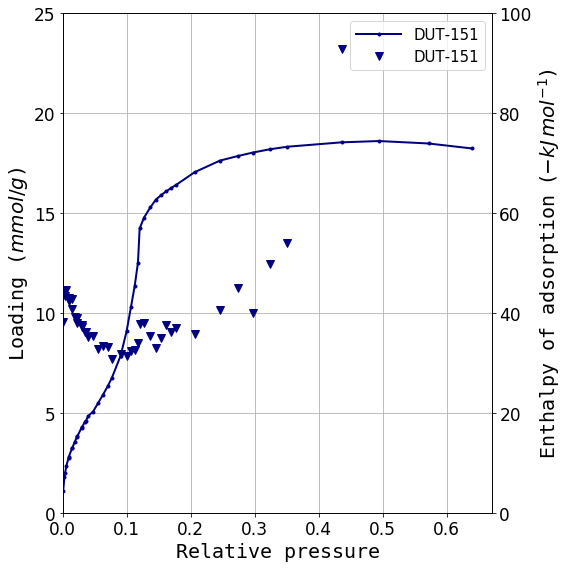 25
20
15
10
5
0
Loading (mmol/g)
0.0 0.1 0.2 0.3 0.4 0.5 0.6
Relative pressure
100
80
60
40
20
0
Enthalpy of adsorption (−kJmol⁻¹)
DUT-151
DUT-151